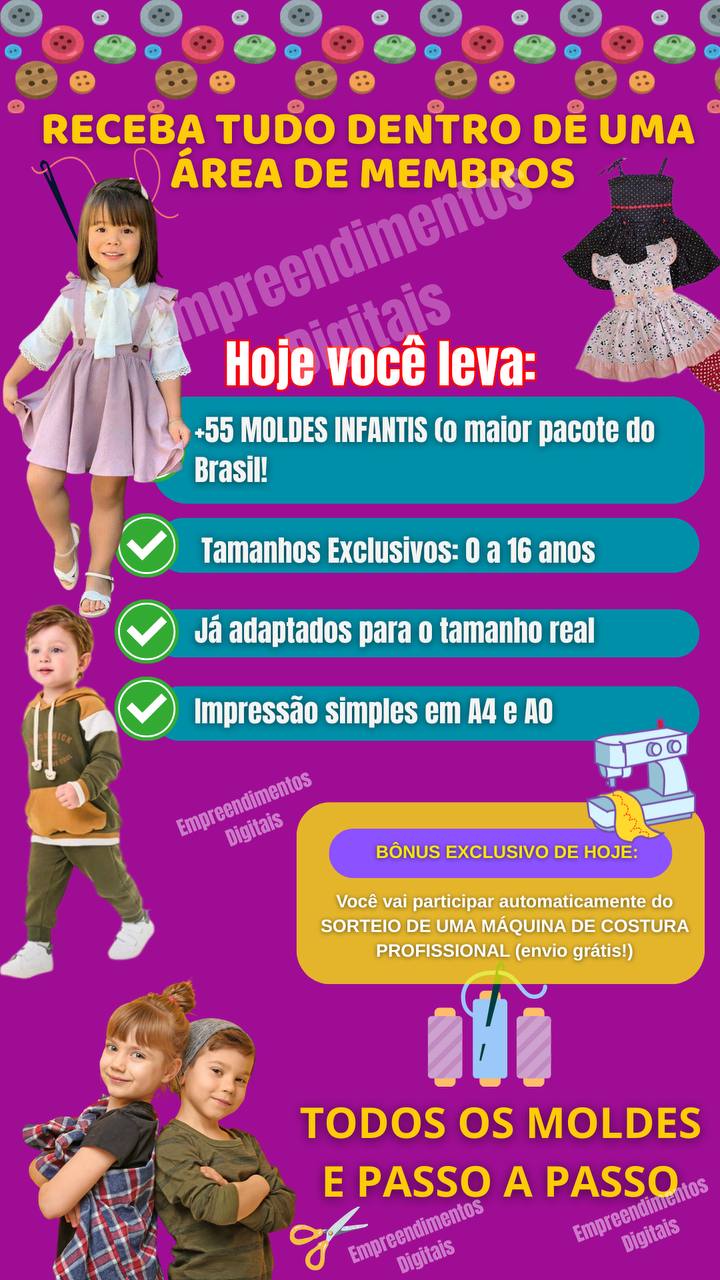 RECEBA TUDO DENTRO DE UMA
ÁREA DE MEMBROS
Empreendimentos
Digitais
Hoje você leva:
+55 MOLDES INFANTIS (o maior pacote do
Brasil!
Tamanhos Exclusivos: 0 a 16 anos
Já adaptados para o tamanho real
Impressão simples em A4 e A0
Empreendimentos
Digitais
BÔNUS EXCLUSIVO DE HOJE:
Você vai participar automaticamente do
SORTEIO DE UMA MÁQUINA DE COSTURA
PROFISSIONAL (envio grátis!)
TODOS OS MOLDES
E PASSO A PASSO
Empreendimentos
Digitais
Empreendimentos
Digitais